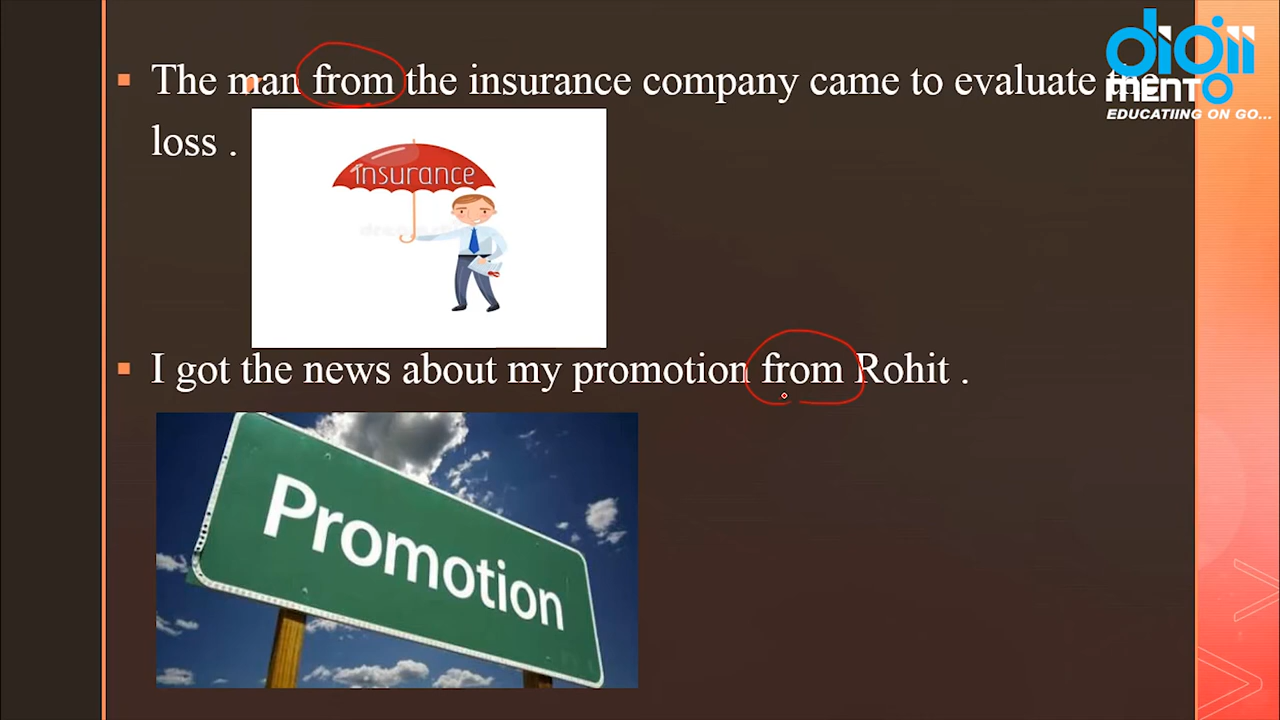 The man from the insurance company came to evaluate the
loss .
insurance
I got the news about my promotion from Rohit .
Promotion
digii
MENTO
EDUCATIING ON GO...